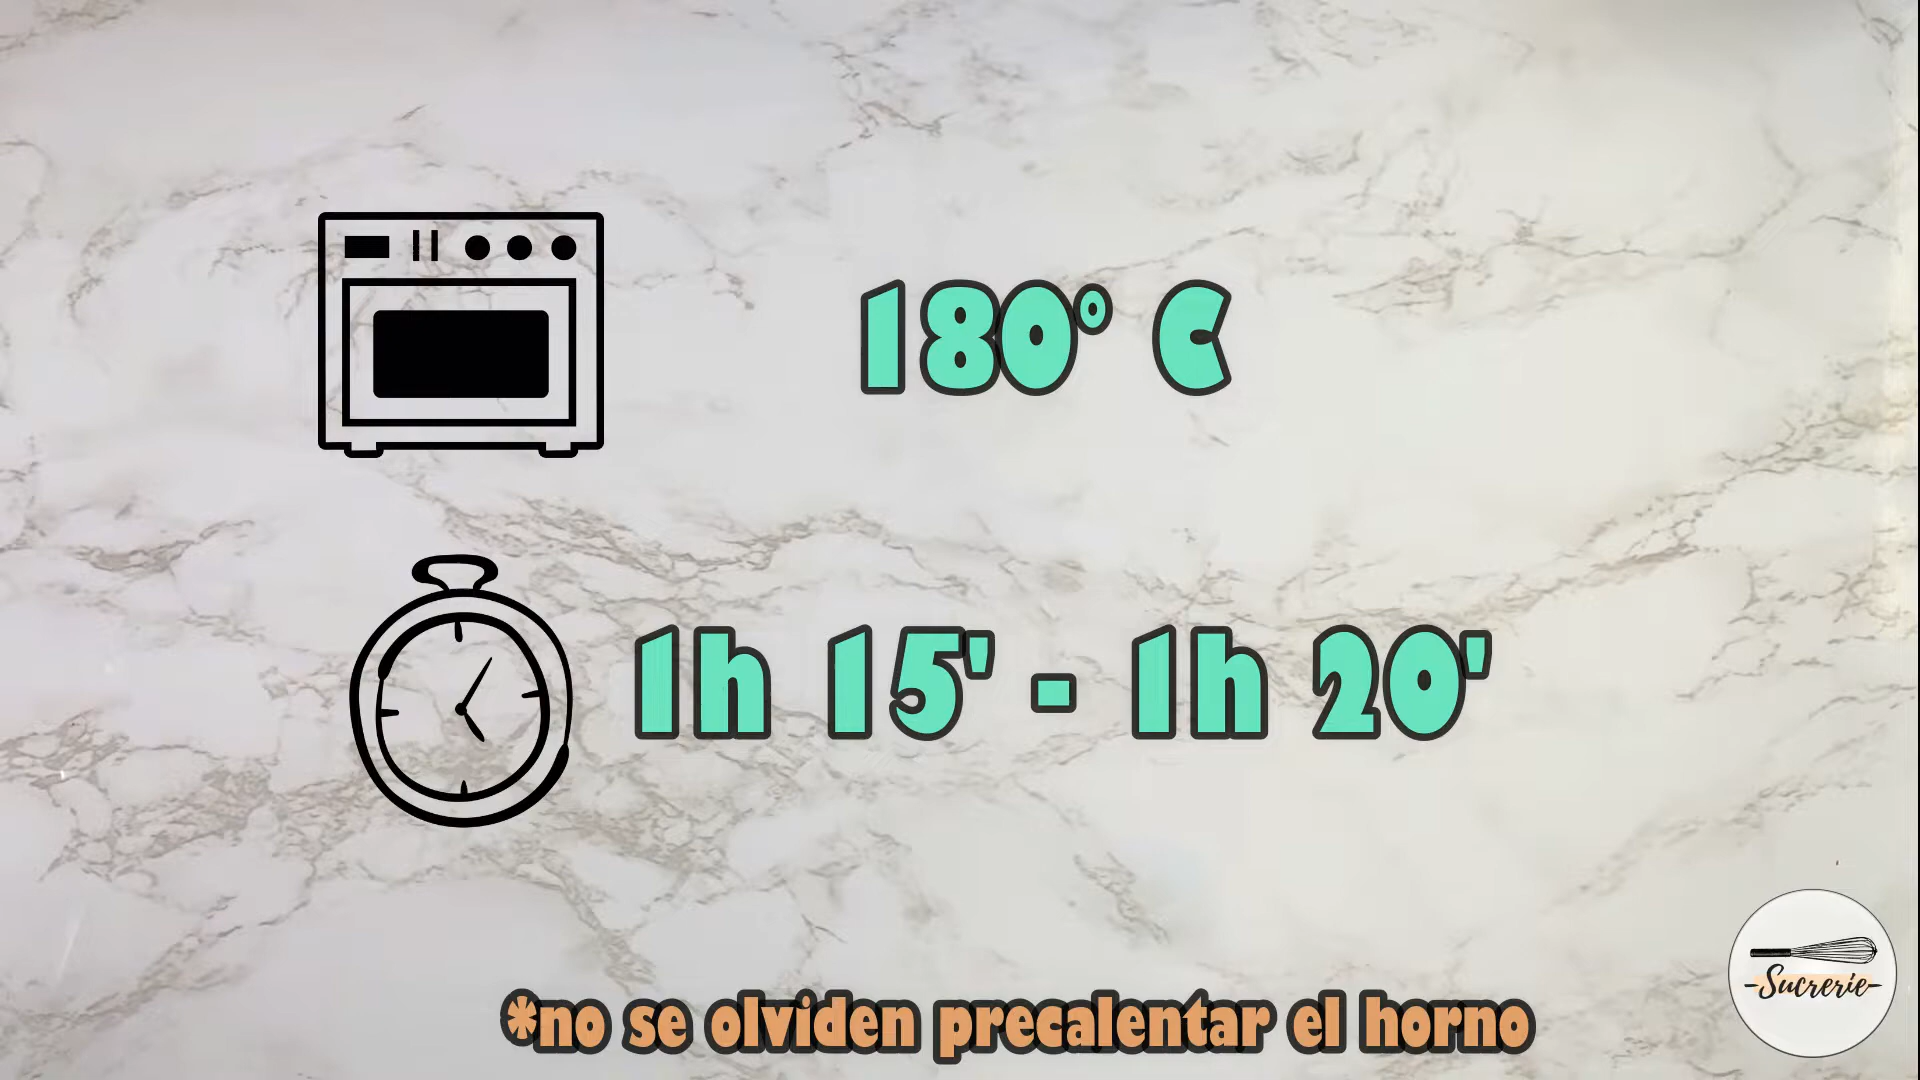 180° C
1h 15' - 1h 20'
*no se olviden precalentar el horno
-Sucrerie-